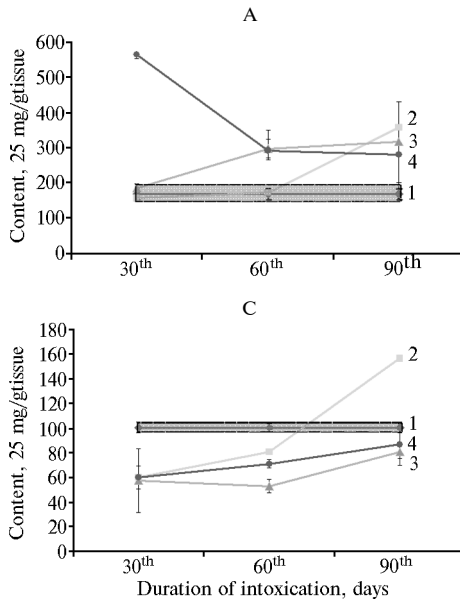 A
Content, 25 mg/gtissue
600
500
400
300
200
100
0
2
3
4
1
30th
60th
90th
C
Content, 25 mg/gtissue
180
160
140
120
100
80
60
40
20
0
2
1
4
3
30th
60th
90th
Duration of intoxication, days